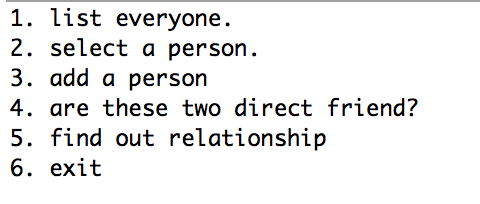 1. list everyone.
2. select a person.
3. add a person
4. are these two direct friend?
5. find out relationship
6. exit